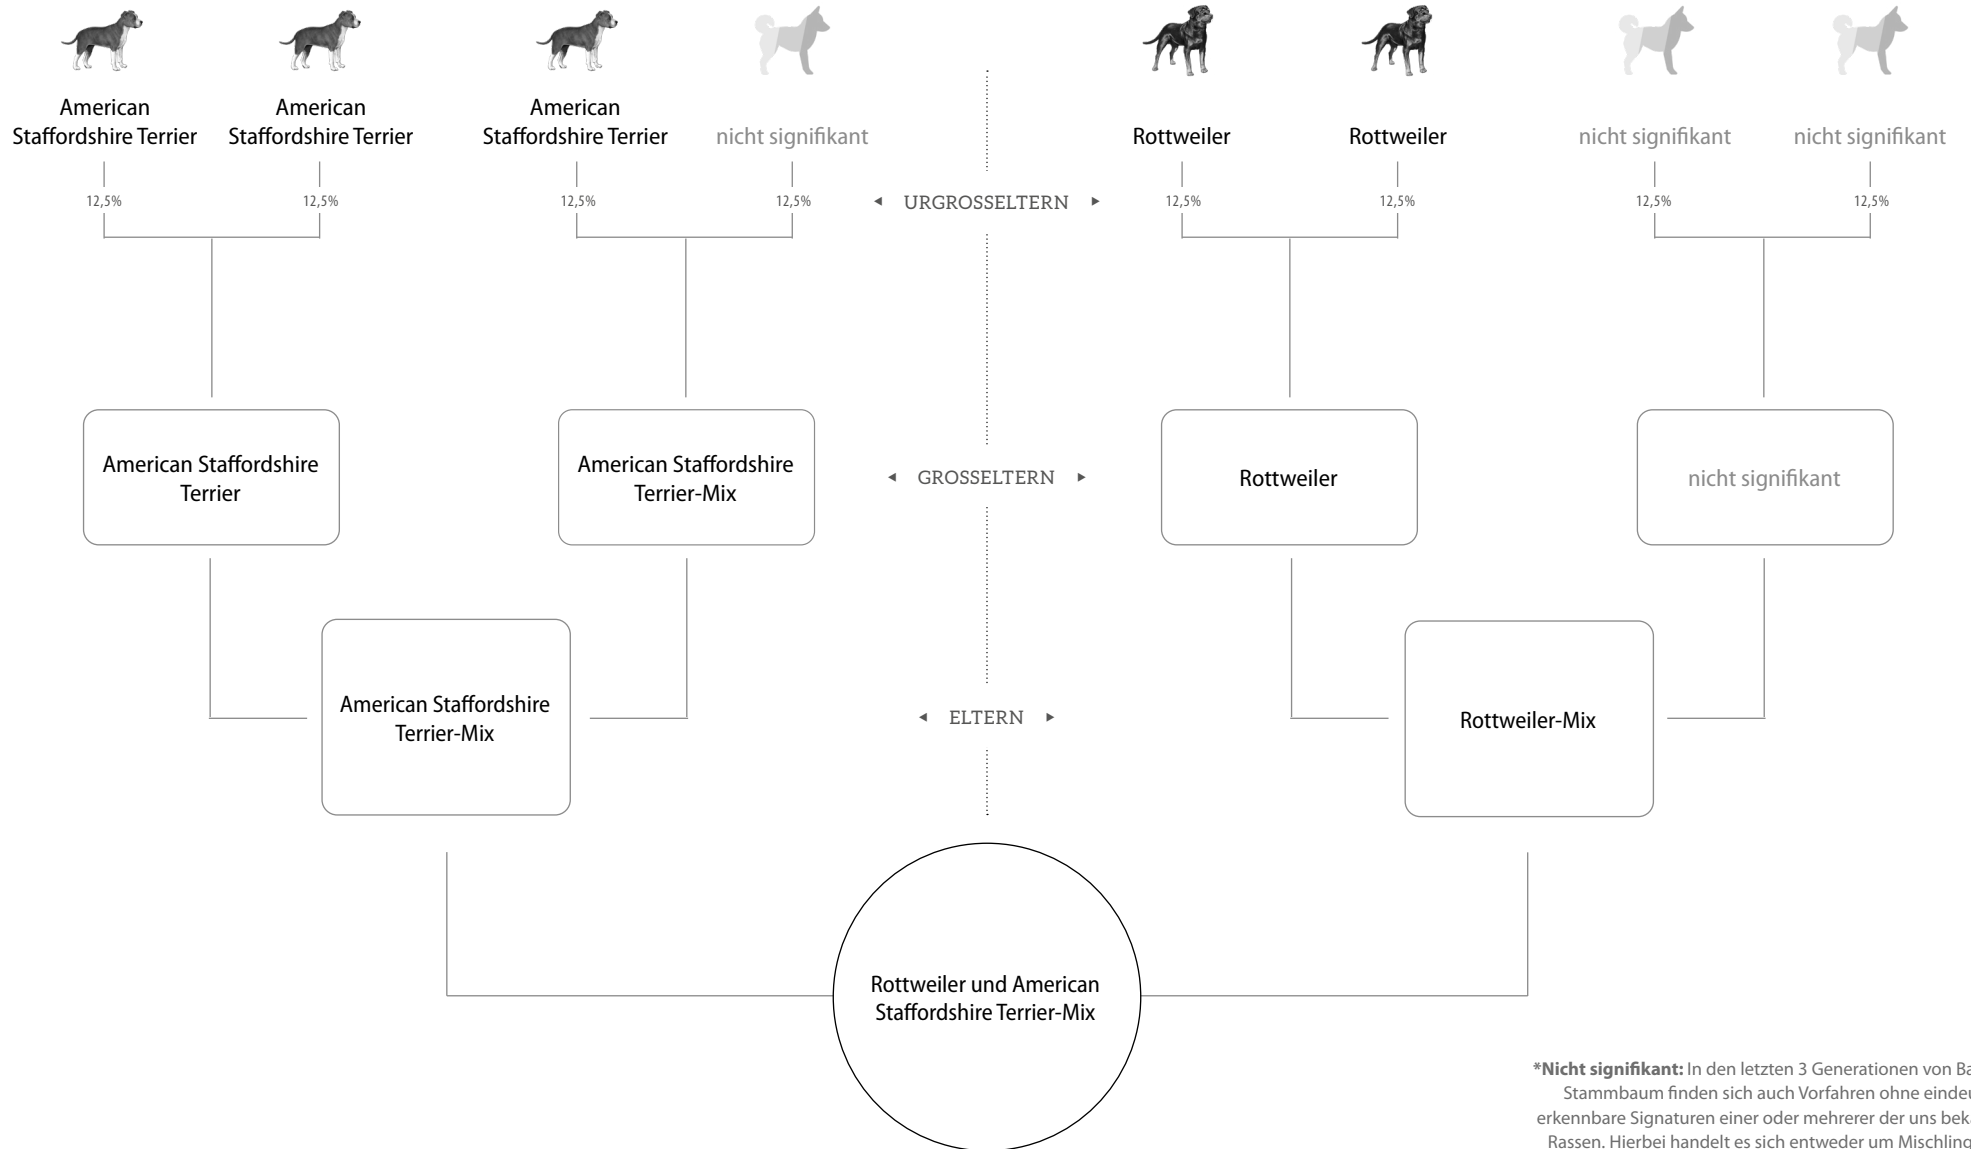 American
Staffordshire Terrier
American
Staffordshire Terrier
American
Staffordshire Terrier
nicht signifikant
Rottweiler
Rottweiler
nicht signifikant
nicht signifikant
12,5%
12,5%
12,5%
12,5%
◄ URGROSSELTERN ►
12,5%
12,5%
12,5%
12,5%
American Staffordshire
Terrier
American Staffordshire
Terrier-Mix
◄ GROSSELTERN ►
Rottweiler
nicht signifikant
American Staffordshire
Terrier-Mix
◄ ELTERN ►
Rottweiler-Mix
Rottweiler und American
Staffordshire Terrier-Mix
*Nicht signifikant: In den letzten 3 Generationen von
Stammbaum finden sich auch Vorfahren ohne
erkennbare Signaturen einer oder mehrerer der uns
Rassen. Hierbei handelt es sich entweder um